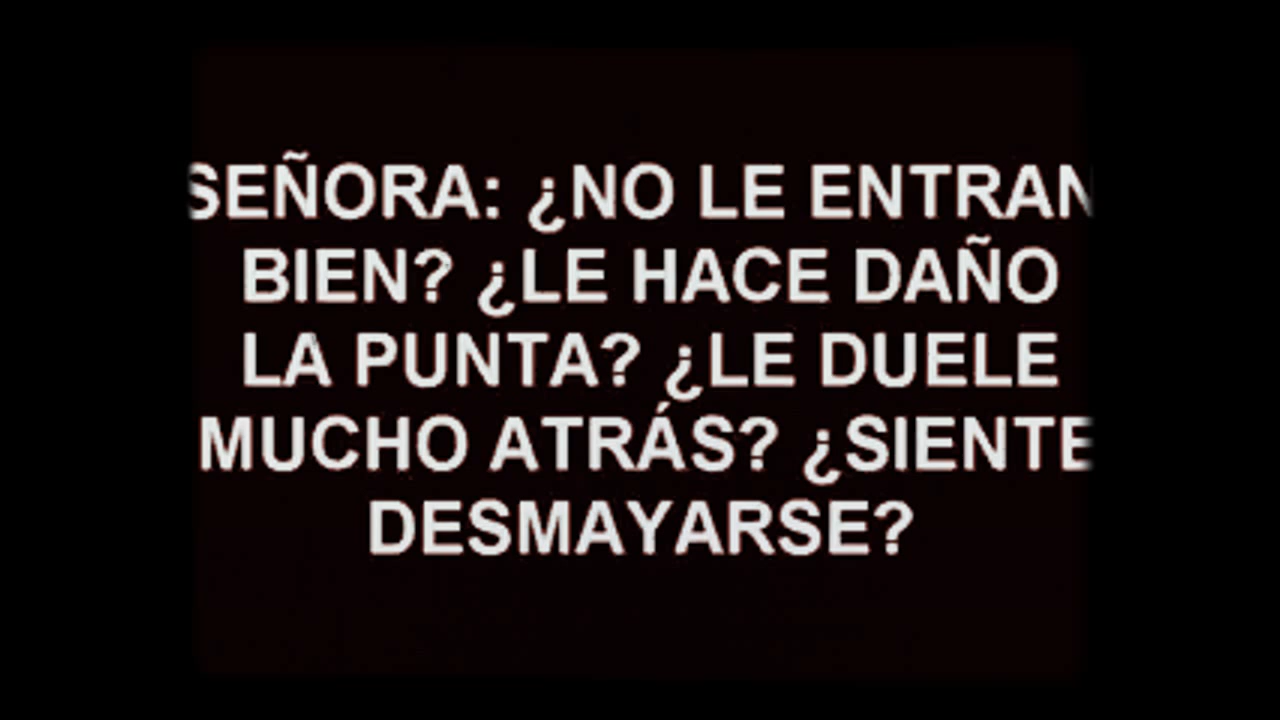 SEÑORA: ¿NO LE ENTRAN
BIEN? ¿LE HACE DAÑO
LA PUNTA? ¿LE DUELE
MUCHO ATRÁS? ¿SIENTE
DESMAYARSE?